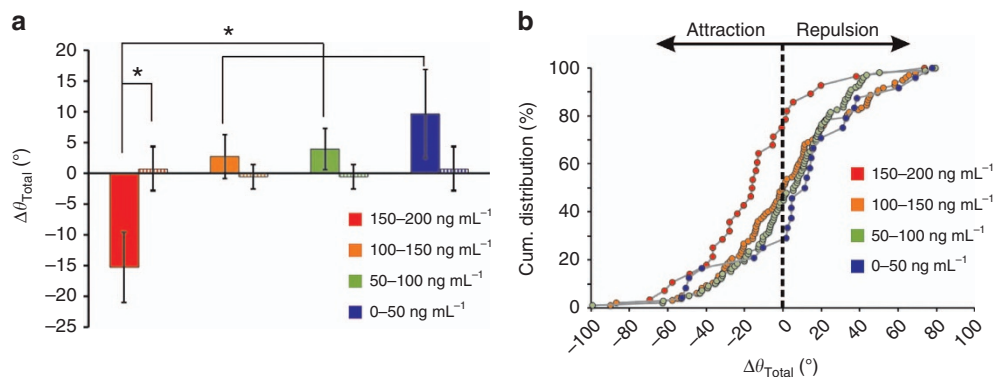 a
*
*
20
15
10
5
0
−5
−10
−15
−20
−25
Δθ_Total (°)
150–200 ng mL⁻¹
100–150 ng mL⁻¹
50–100 ng mL⁻¹
0–50 ng mL⁻¹
b
Attraction Repulsion
100
80
60
40
20
0
Cum. distribution (%)
150–200 ng mL⁻¹
100–150 ng mL⁻¹
50–100 ng mL⁻¹
0–50 ng mL⁻¹
−100 −80 −60 −40 −20 0 20 40 60 80 100
Δθ_Total (°)